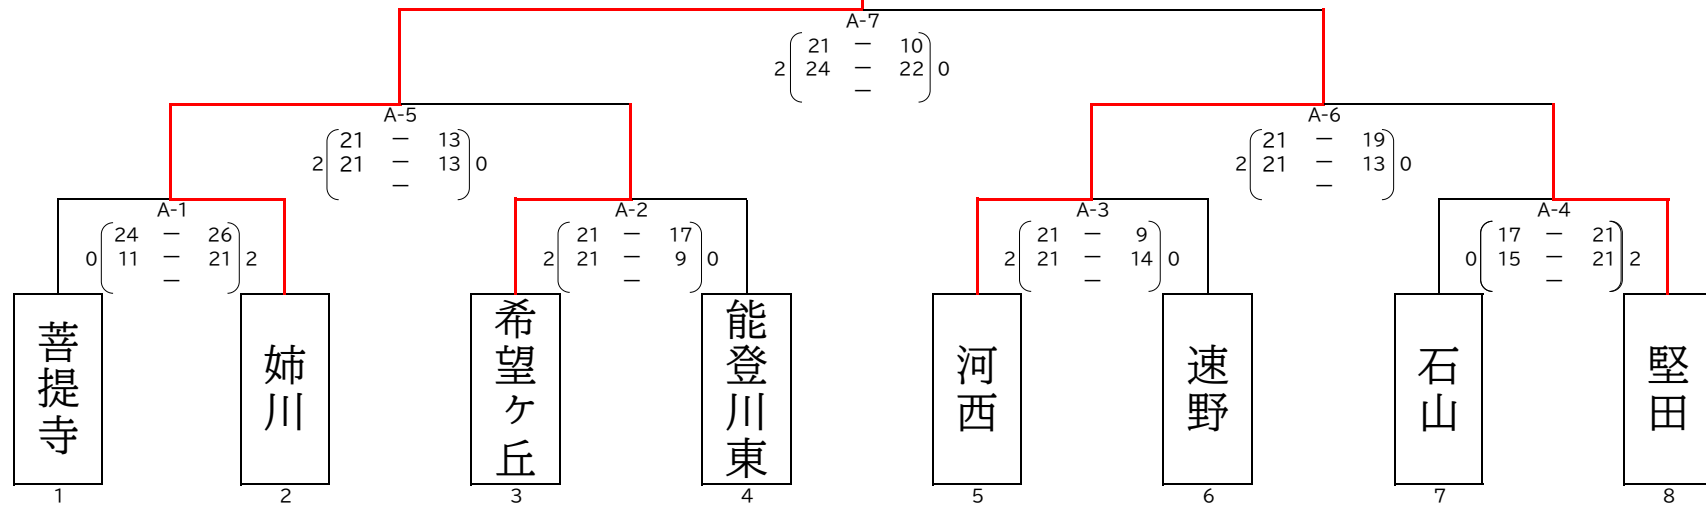 A-7
21 － 10
2 24 － 22 0
－
A-5
21 － 13
2 21 － 13 0
－
A-6
21 － 19
2 21 － 13 0
－
A-1
24 － 26
0 11 － 21 2
－
A-2
21 － 17
2 21 － 9 0
－
A-3
21 － 9
2 21 － 14 0
－
A-4
17 － 21
0 15 － 21 2
－
菩提寺
姉川
希望ヶ丘
能登川東
河西
速野
石山
堅田
1 2 3 4 5 6 7 8